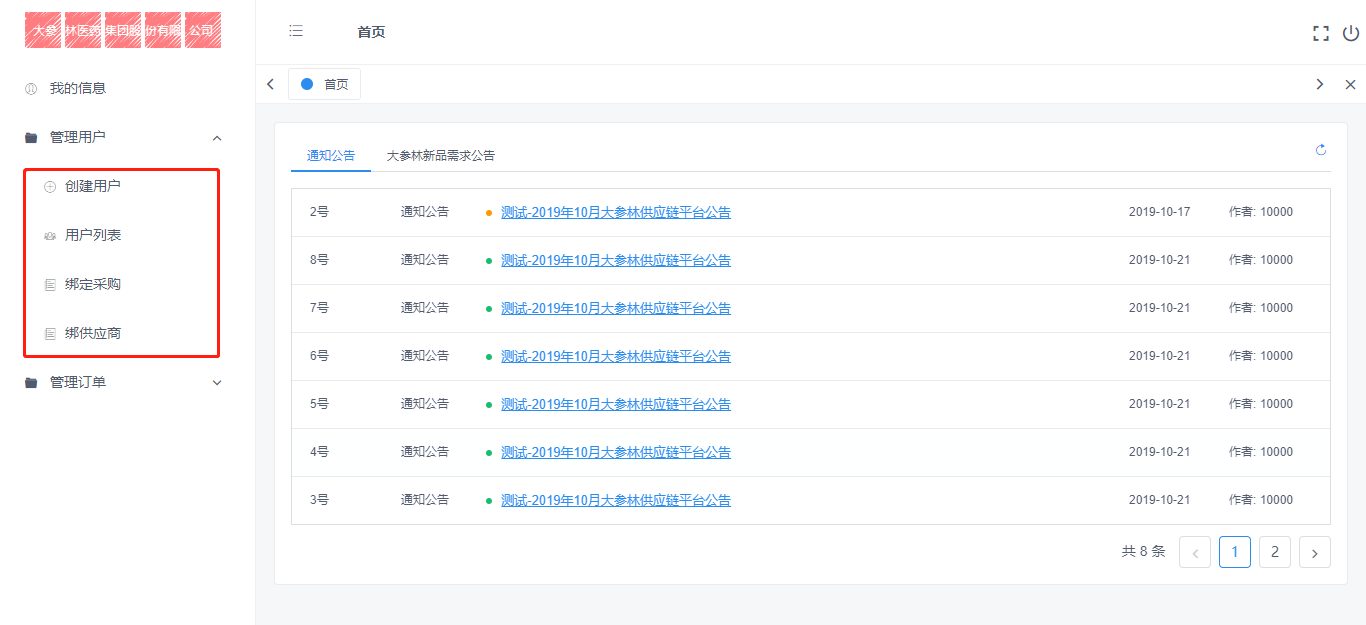 大参 林医药 集团股 份有限 公司
首页
我的信息
首页
管理用户
创建用户
用户列表
绑定采购
绑供应商
管理订单
通知公告 大参林新品需求公告
2号 通知公告 测试-2019年10月大参林供应链平台公告 2019-10-17 作者: 10000
8号 通知公告 测试-2019年10月大参林供应链平台公告 2019-10-21 作者: 10000
7号 通知公告 测试-2019年10月大参林供应链平台公告 2019-10-21 作者: 10000
6号 通知公告 测试-2019年10月大参林供应链平台公告 2019-10-21 作者: 10000
5号 通知公告 测试-2019年10月大参林供应链平台公告 2019-10-21 作者: 10000
4号 通知公告 测试-2019年10月大参林供应链平台公告 2019-10-21 作者: 10000
3号 通知公告 测试-2019年10月大参林供应链平台公告 2019-10-21 作者: 10000
共 8 条 1 2